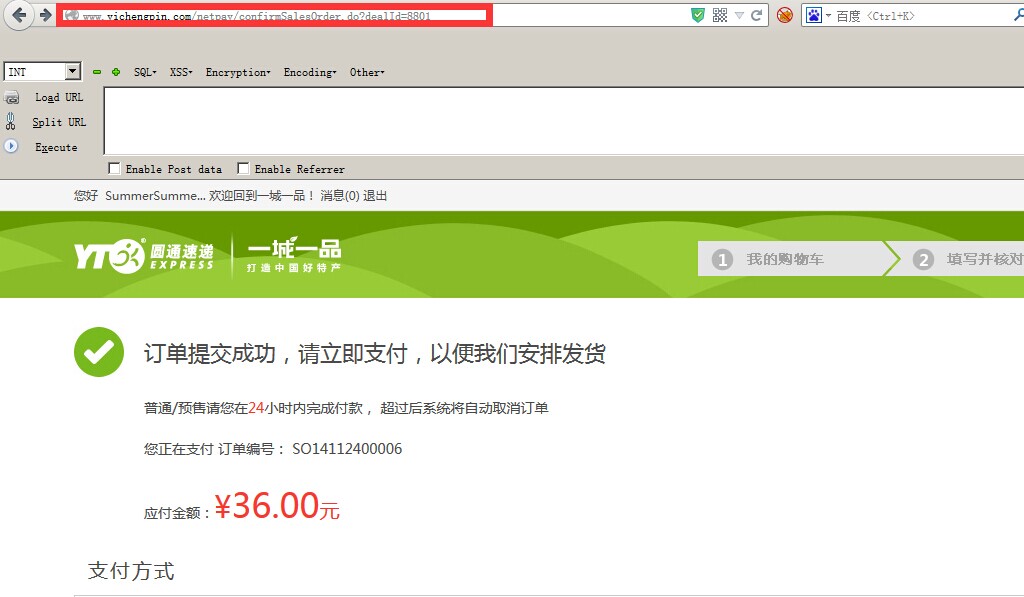 www.yichengpin.com/netpay/confirmSalesOrder.do?dealId=8801
百度 <Ctrl+K>
INT SQL XSS Encryption Encoding Other
Load URL
Split URL
Execute
Enable Post data Enable Referrer
您好 SummerSumme... 欢迎回到一城一品！ 消息(0) 退出
YTO 圆通速递 EXPRESS
一城一品
打造中国好特产
1 我的购物车 2 填写并核对
订单提交成功，请立即支付，以便我们安排发货
普通/预售请您在24小时内完成付款， 超过后系统将自动取消订单
您正在支付 订单编号： SO14112400006
应付金额：¥36.00元
支付方式